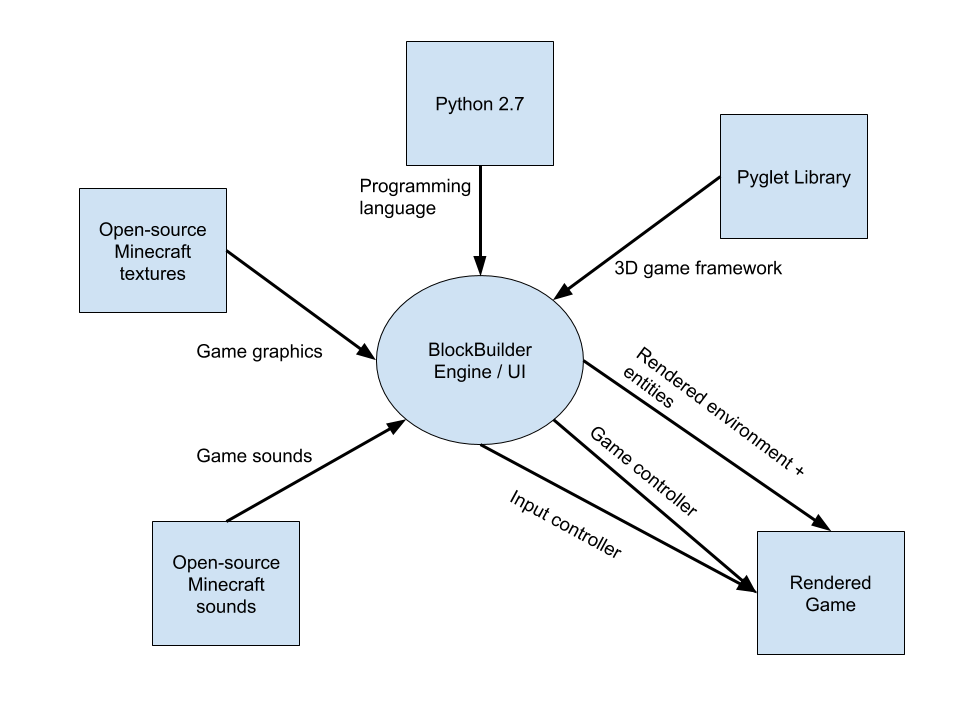 Python 2.7
Pyglet Library
Programming
language
Open-source
Minecraft
textures
3D game framework
Game graphics
BlockBuilder
Engine / UI
Rendered environment +
entities
Game sounds
Game controller
Input controller
Open-source
Minecraft
sounds
Rendered
Game